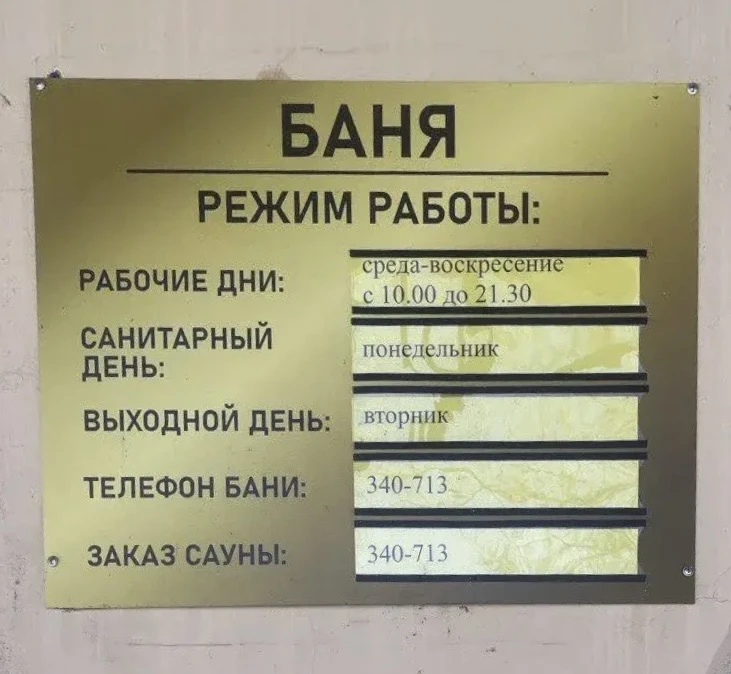 БАНЯ
РЕЖИМ РАБОТЫ:
РАБОЧИЕ ДНИ:
среда-воскресение
с 10.00 до 21.30
САНИТАРНЫЙ
ДЕНЬ:
понедельник
ВЫХОДНОЙ ДЕНЬ:
вторник
ТЕЛЕФОН БАНИ:
340-713
ЗАКАЗ САУНЫ:
340-713